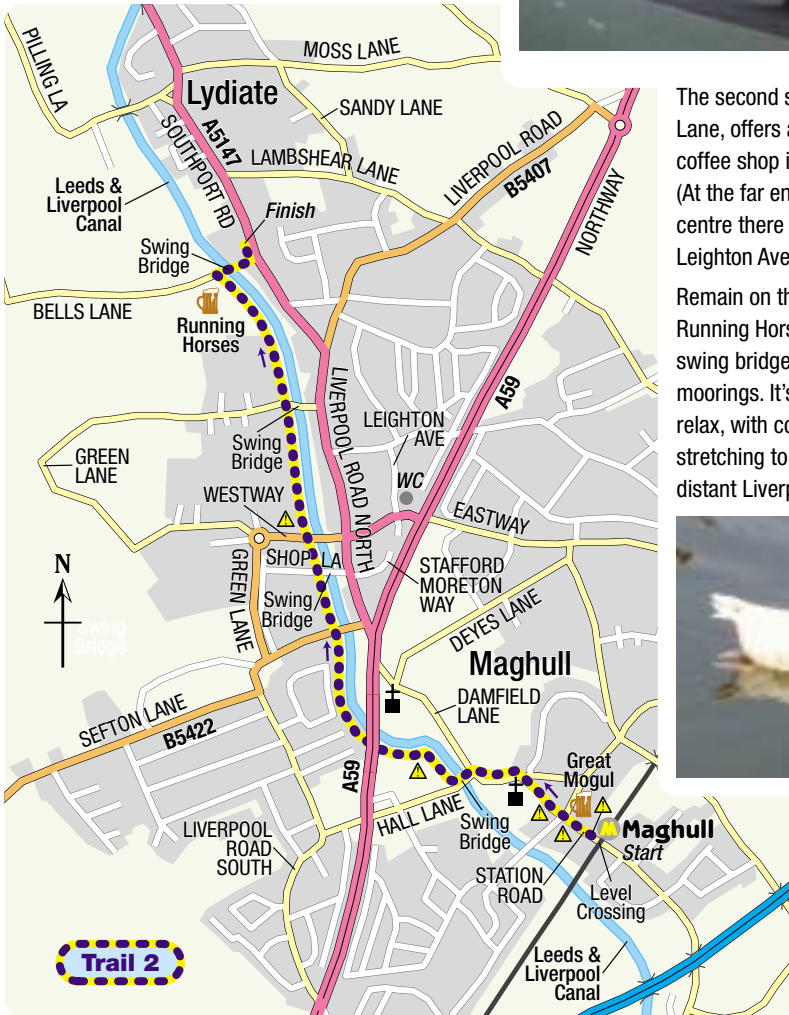 PILLING LA
MOSS LANE
Lydiate
SANDY LANE
A5147
SOUTHPORT RD
LAMBSHEAR LANE
LIVERPOOL ROAD
B5407
NORTHWAY
Leeds &
Liverpool
Canal
Finish
Swing
Bridge
BELLS LANE
Running
Horses
A59
LIVERPOOL ROAD NORTH
LEIGHTON
AVE
Swing
Bridge
GREEN
LANE
WC
WESTWAY
EASTWAY
SHOP LA
GREEN LANE
STAFFORD
MORETON
WAY
Swing
Bridge
N
Swing
Bridge
DEYES LANE
Maghull
DAMFIELD
LANE
SEFTON LANE
B5422
A59
Great
Mogul
HALL LANE
Swing
Bridge
Maghull
Start
LIVERPOOL
ROAD
SOUTH
STATION
ROAD
Level
Crossing
Leeds &
Liverpool
Canal
Trail 2
The second s
Lane, offers a
coffee shop i
(At the far en
centre there
Leighton Ave
Remain on th
Running Hors
swing bridge
moorings. It's
relax, with co
stretching to
distant Liverp